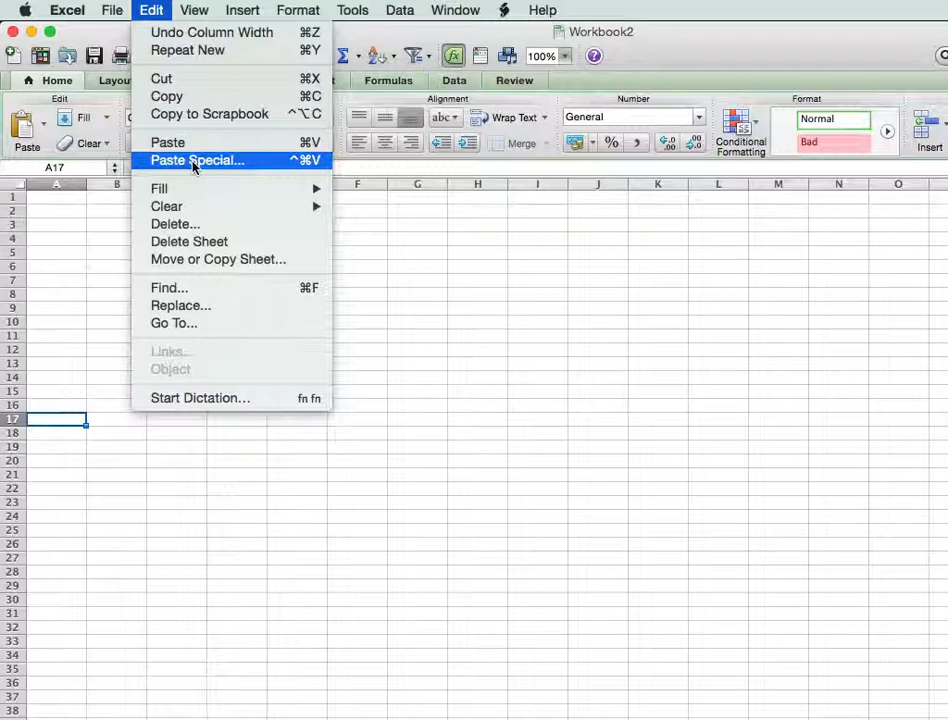 Excel File Edit View Insert Format Tools Data Window Help
Workbook2
100%
Home Layou Formulas Data Review
Edit Alignment Number Format
Fill abc Wrap Text General Normal
Paste Clear Merge % Conditional Formatting Bad Insert
A17
A B F G H I J K L M N O
Undo Column Width ⌘Z
Repeat New ⌘Y
Cut ⌘X
Copy ⌘C
Copy to Scrapbook ^⌥C
Paste ⌘V
Paste Special... ^⌘V
Fill
Clear
Delete...
Delete Sheet
Move or Copy Sheet...
Find... ⌘F
Replace...
Go To...
Links...
Object
Start Dictation... fn fn
1
2
3
4
5
6
7
8
9
10
11
12
13
14
15
16
17
18
19
20
21
22
23
24
25
26
27
28
29
30
31
32
33
34
35
36
37
38